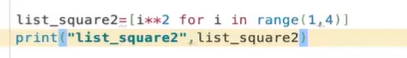 list_square2=[i**2 for i in range(1,4)]
print("list_square2",list_square2)